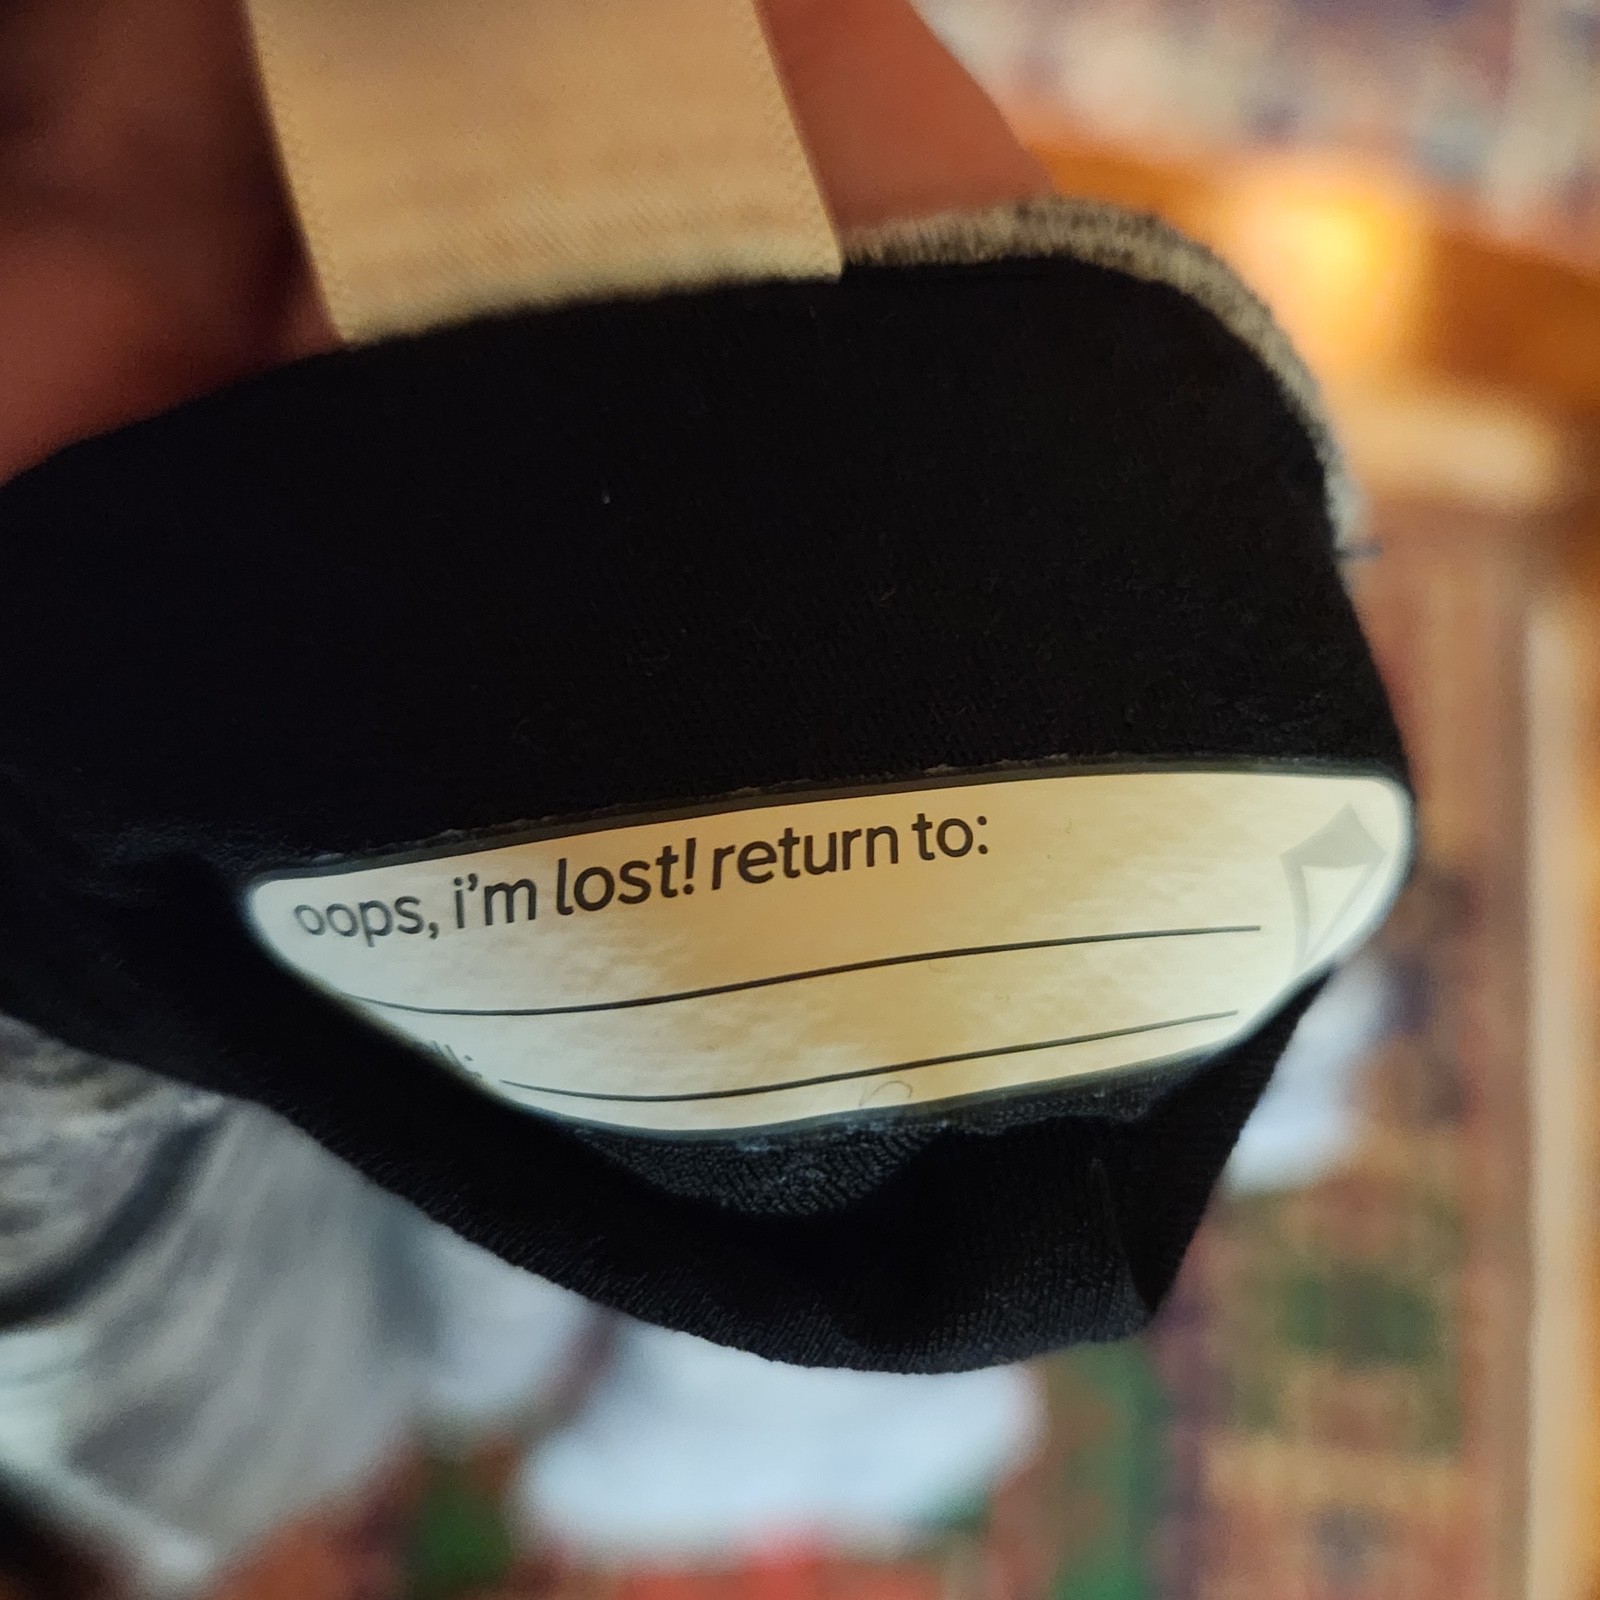 oops, i'm lost! return to: